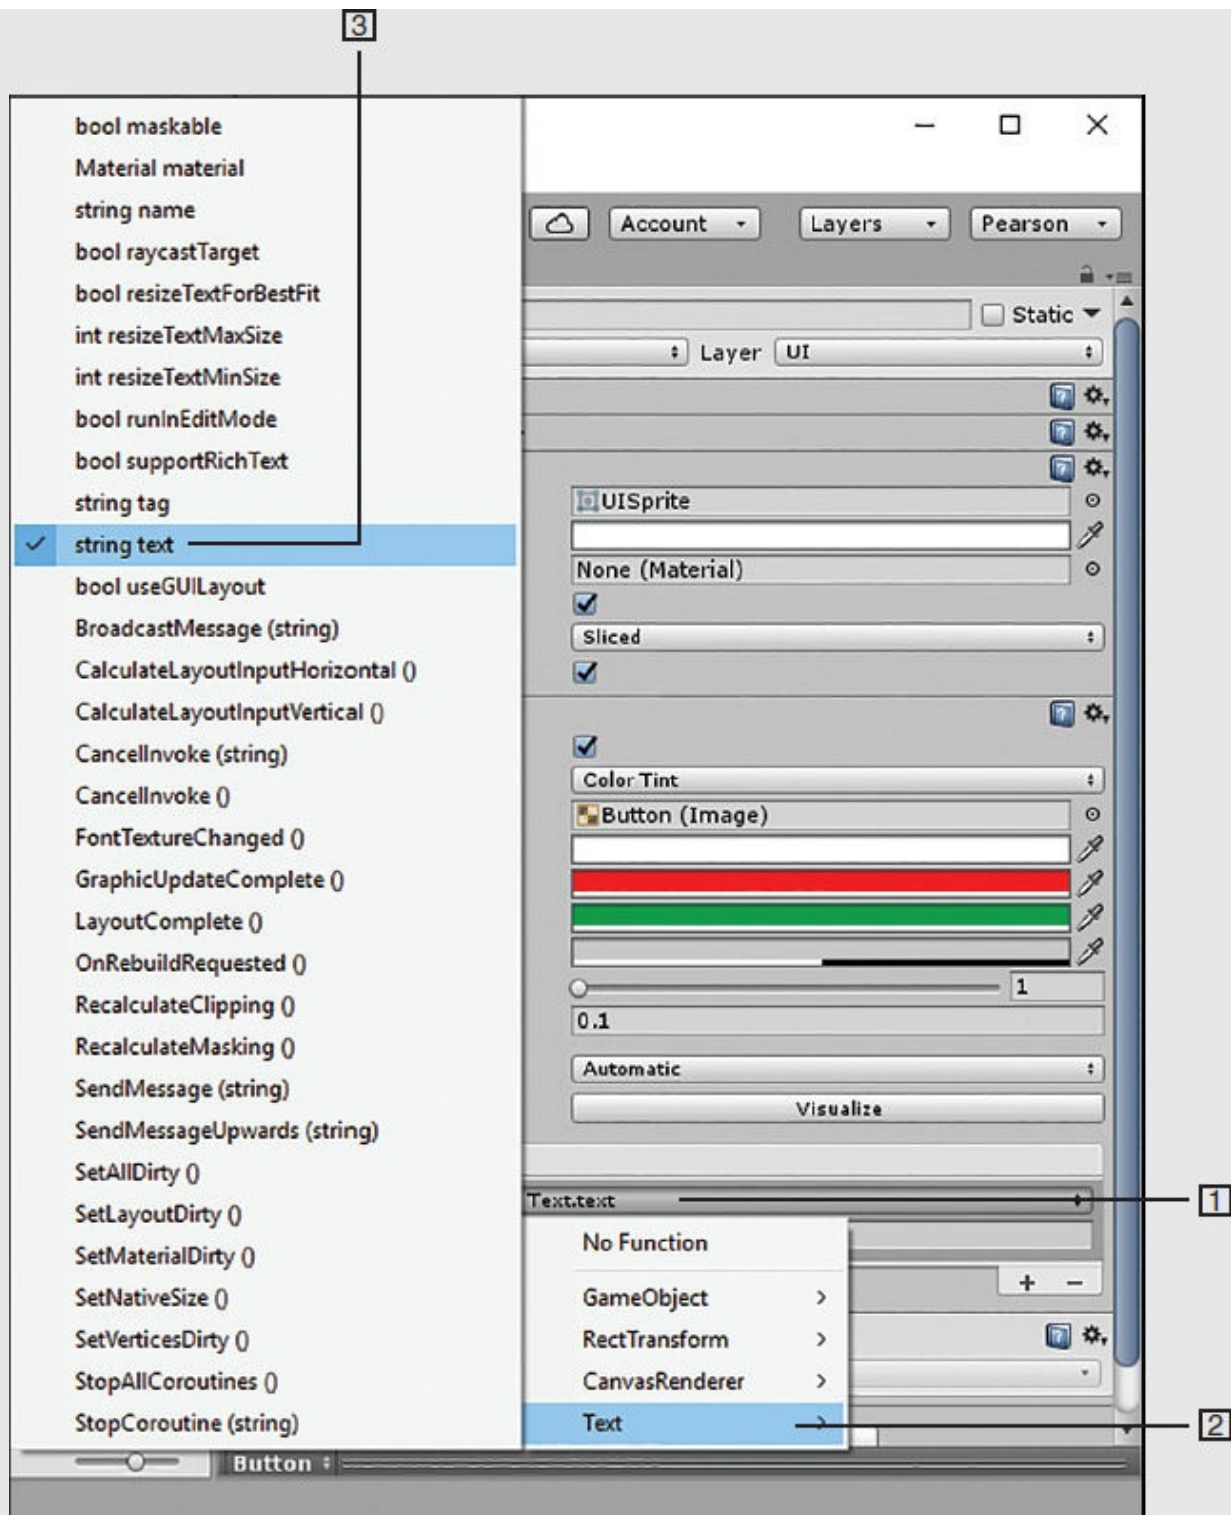 3
bool maskable
Material material
string name
bool raycastTarget
bool resizeTextForBestFit
int resizeTextMaxSize
int resizeTextMinSize
bool runInEditMode
bool supportRichText
string tag
string text
bool useGUILayout
BroadcastMessage (string)
CalculateLayoutInputHorizontal ()
CalculateLayoutInputVertical ()
CancelInvoke (string)
CancelInvoke ()
FontTextureChanged ()
GraphicUpdateComplete ()
LayoutComplete ()
OnRebuildRequested ()
RecalculateClipping ()
RecalculateMasking ()
SendMessage (string)
SendMessageUpwards (string)
SetAllDirty ()
SetLayoutDirty ()
SetMaterialDirty ()
SetNativeSize ()
SetVerticesDirty ()
StopAllCoroutines ()
StopCoroutine (string)
Account Layers Pearson
Static
Layer UI
UISprite
None (Material)
Sliced
Color Tint
Button (Image)
1
0.1
Automatic
Visualize
Text.text 1
No Function
GameObject
RectTransform
CanvasRenderer
Text 2
Button